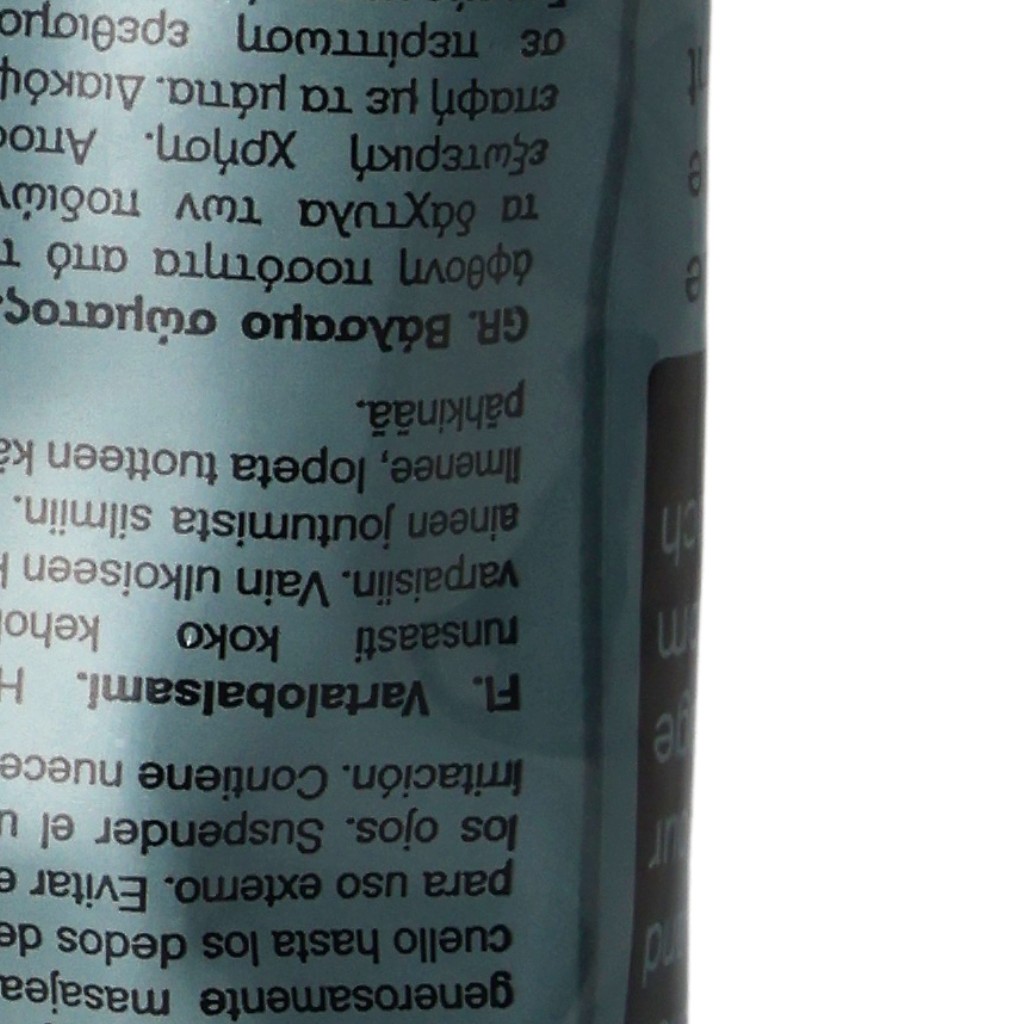 generosamente masajea
cuello hasta los dedos de
para uso externo. Evitar e
los ojos. Suspender el u
irritación. Contiene nuece
FI. Vartalobalsami. H
runsaasti koko keho
varpaisiin. Vain ulkoiseen k
aineen joutumista silmiin.
ilmenee, lopeta tuotteen kä
pähkinää.
GR. Βάλσαμο σώματος.
άφθονη ποσότητα από τ
τα δάχτυλα των ποδιών
εξωτερική Χρήση. Απο
επαφή με τα μάτια. Διακόψ
σε περίπτωση ερεθισμο